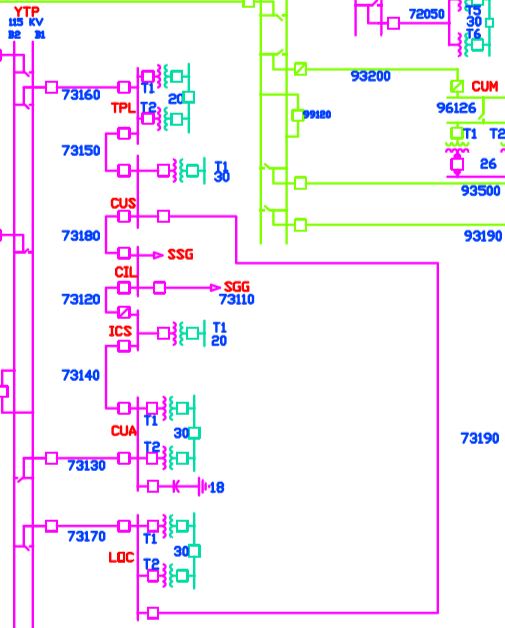 YTP
115 KV
B2 B1
72050
T5
30
T6
93200
CUM
96126
T1 T2
26
99120
93500
93190
73160
T1
20
TPL
T2
73150
T1
30
CUS
73180
SSG
CIL
73120
SGG
73110
ICS
T1
20
73140
T1
CUA
30
T2
73130
18
73190
73170
T1
30
LOC
T2